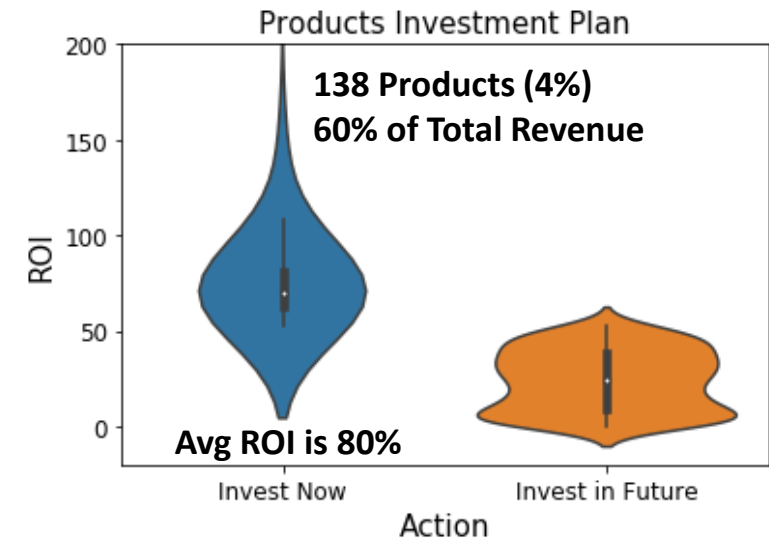 Products Investment Plan
200
138 Products (4%)
60% of Total Revenue
150
100
ROI
50
0
Avg ROI is 80%
Invest Now
Invest in Future
Action